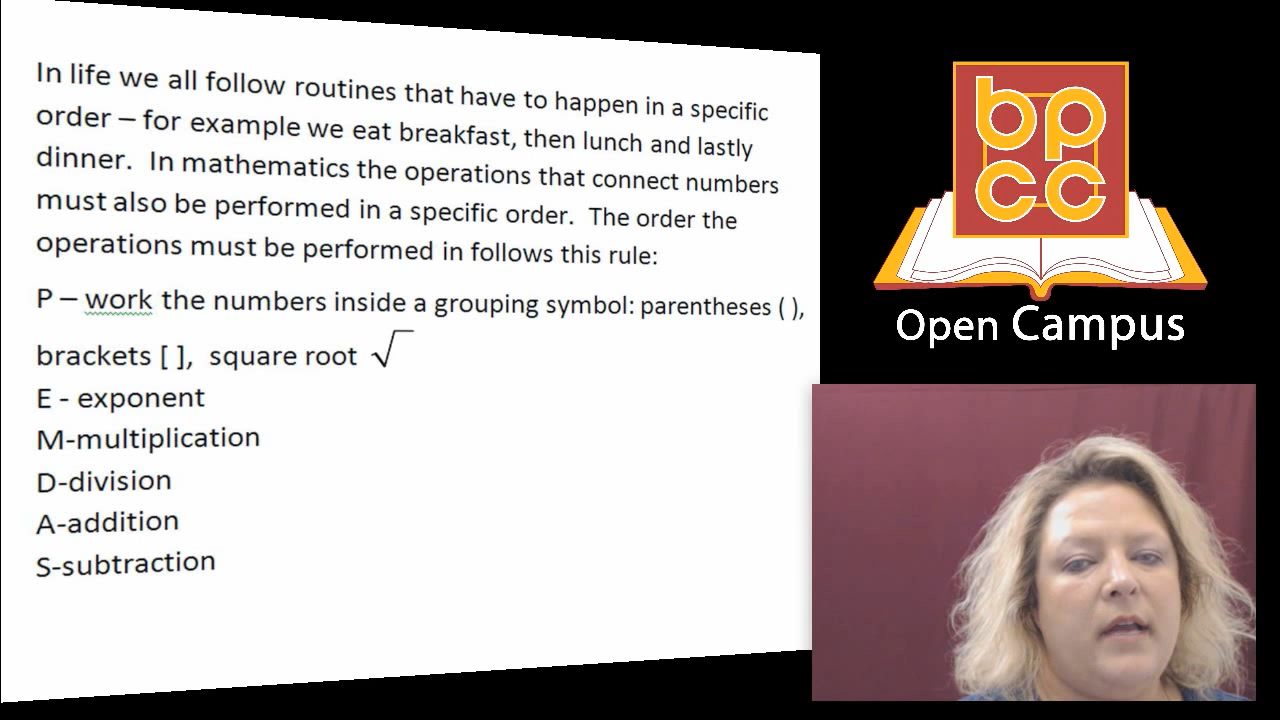 In life we all follow routines that have to happen in a specific
order – for example we eat breakfast, then lunch and lastly
dinner.  In mathematics the operations that connect numbers
must also be performed in a specific order.  The order the
operations must be performed in follows this rule:
P – work the numbers inside a grouping symbol: parentheses ( ),
brackets [ ],  square root √
E - exponent
M-multiplication
D-division
A-addition
S-subtraction
bp
cc
Open Campus